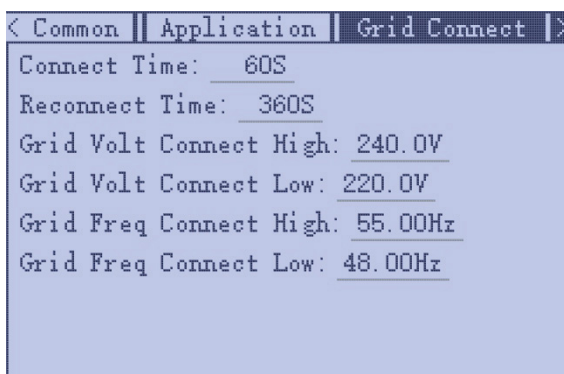 < Common || Application || Grid Connect |>
Connect Time: 60S
Reconnect Time: 360S
Grid Volt Connect High: 240.0V
Grid Volt Connect Low: 220.0V
Grid Freq Connect High: 55.00Hz
Grid Freq Connect Low: 48.00Hz